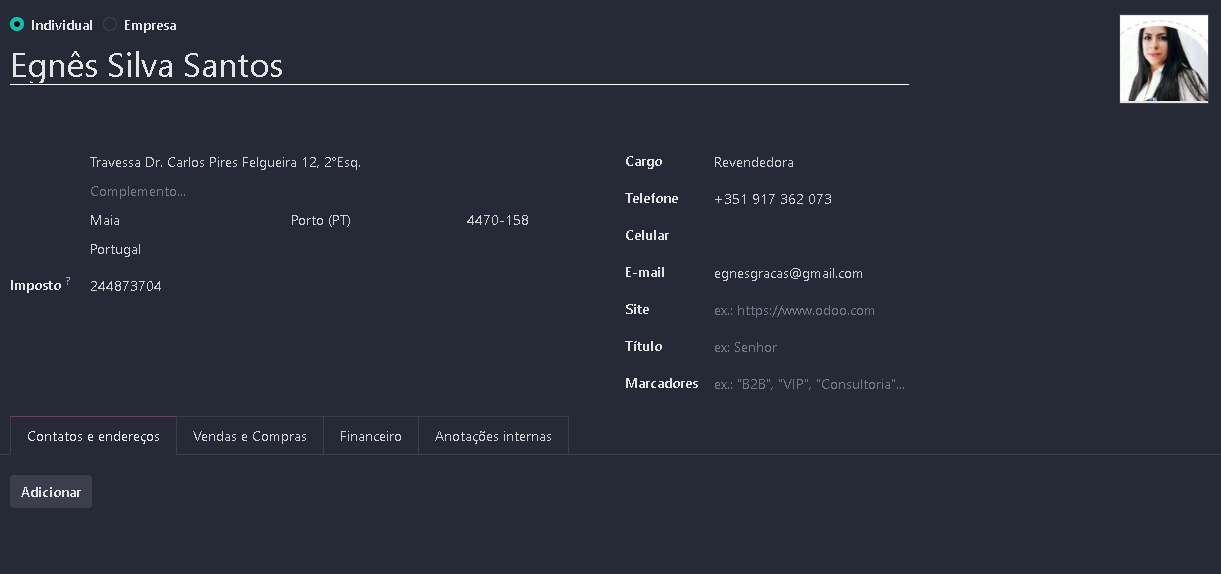 Individual Empresa
Egnês Silva Santos
Travessa Dr. Carlos Pires Felgueira 12, 2ºEsq.
Complemento...
Maia Porto (PT) 4470-158
Portugal
Imposto ? 244873704
Cargo Revendedora
Telefone +351 917 362 073
Celular
E-mail egnesgracas@gmail.com
Site ex.: https://www.odoo.com
Título ex: Senhor
Marcadores ex.: "B2B", "VIP", "Consultoria"...
Contatos e endereços Vendas e Compras Financeiro Anotações internas
Adicionar